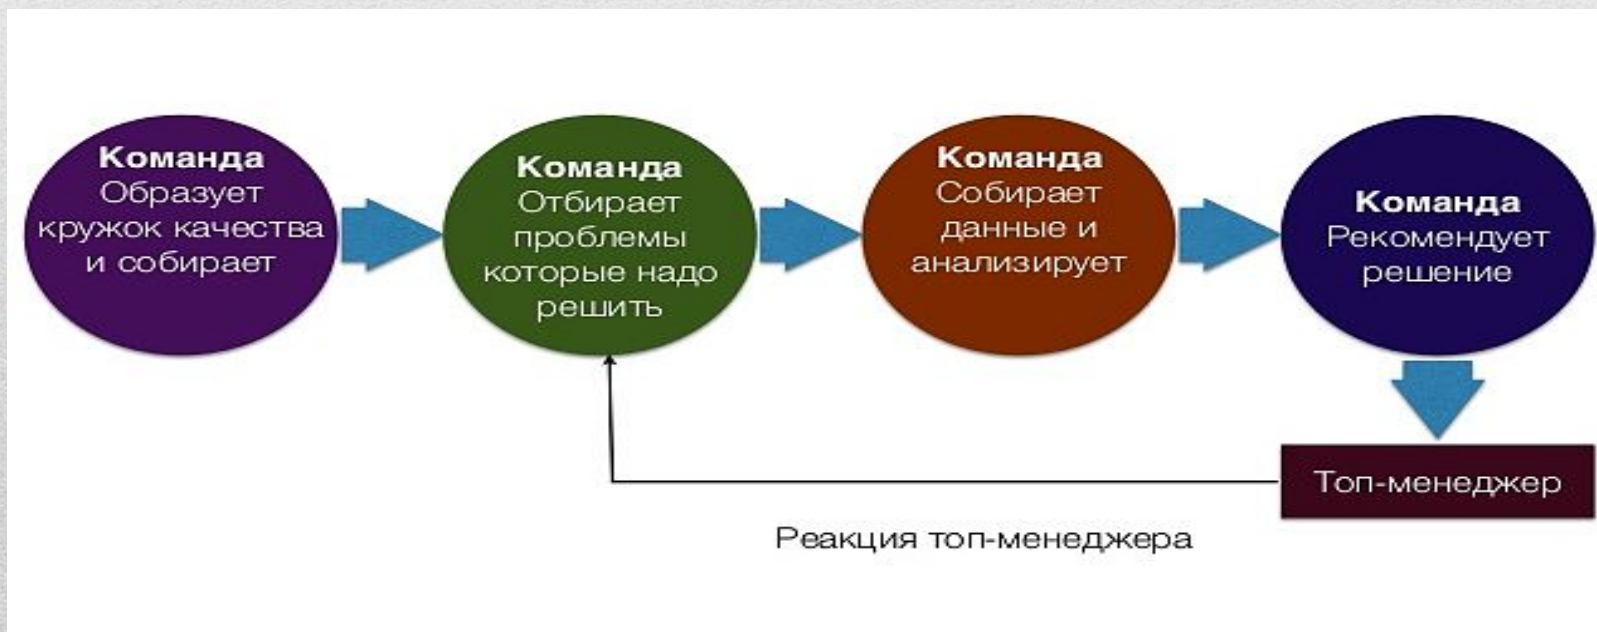 Команда
Образует
кружок качества
и собирает
Команда
Отбирает
проблемы
которые надо
решить
Команда
Собирает
данные и
анализирует
Команда
Рекомендует
решение
Топ-менеджер
Реакция топ-менеджера